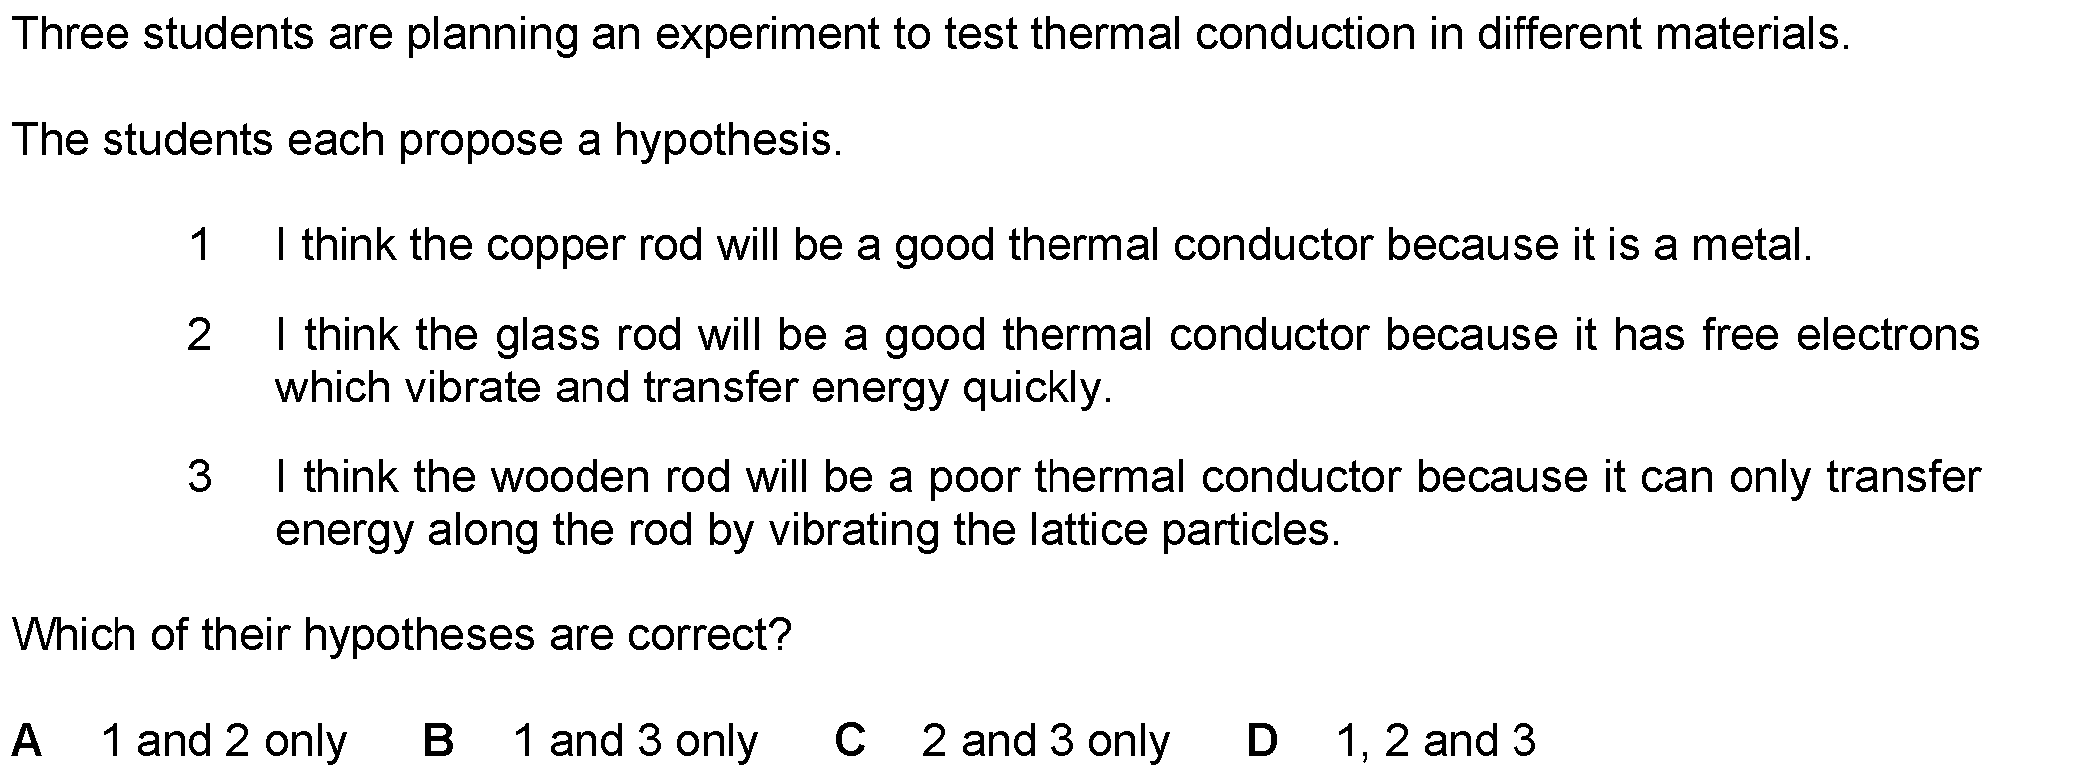 Three students are planning an experiment to test thermal conduction in different materials.
The students each propose a hypothesis.
1 I think the copper rod will be a good thermal conductor because it is a metal.
2 I think the glass rod will be a good thermal conductor because it has free electrons
which vibrate and transfer energy quickly.
3 I think the wooden rod will be a poor thermal conductor because it can only transfer
energy along the rod by vibrating the lattice particles.
Which of their hypotheses are correct?
A 1 and 2 only B 1 and 3 only C 2 and 3 only D 1, 2 and 3